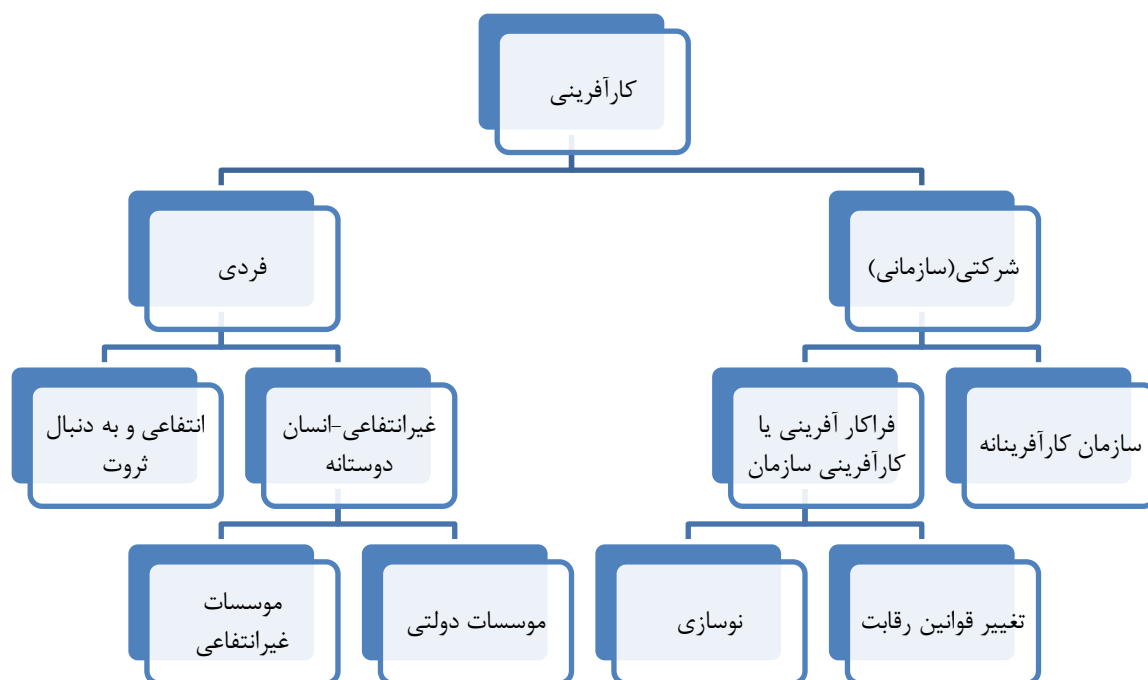 کارآفرینی
شرکتی(سازمانی)
فردی
سازمان کارآفرینانه
فراکار آفرینی یا
کارآفرینی سازمان
غیرانتفاعی-انسان
دوستانه
انتفاعی و به دنبال
ثروت
تغییر قوانین رقابت
نوسازی
موسسات دولتی
موسسات
غیرانتفاعی